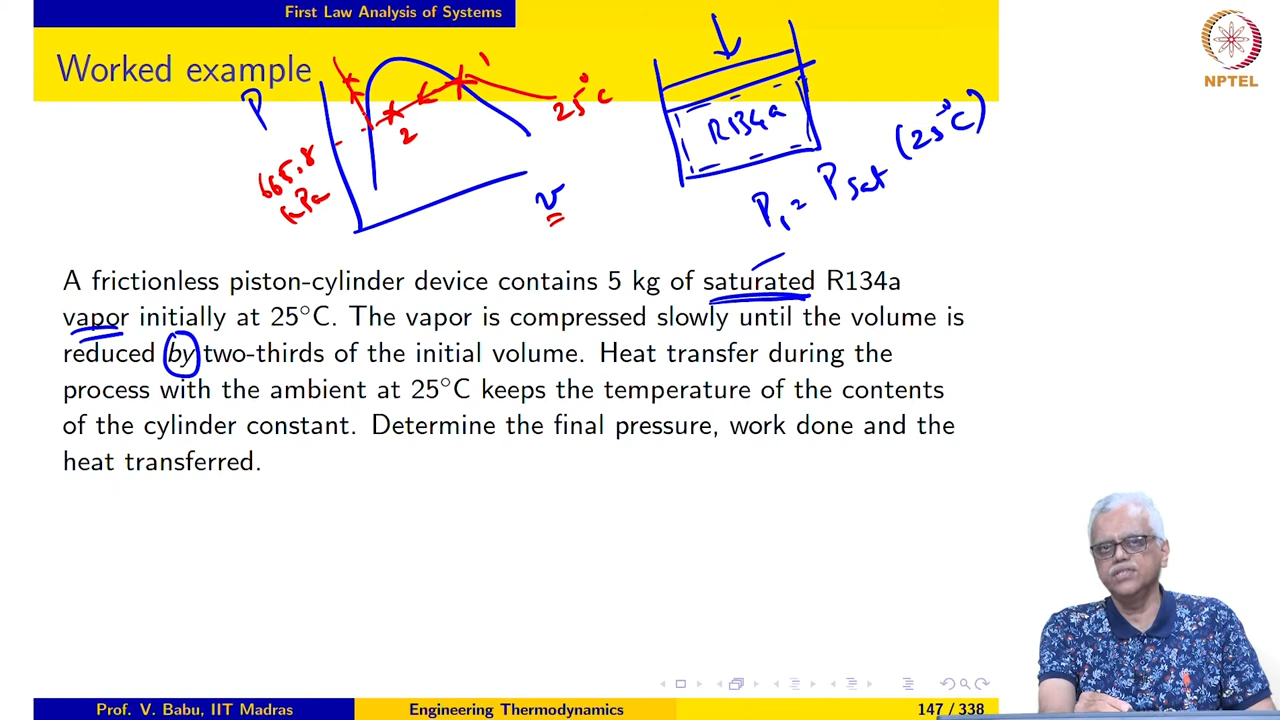 First Law Analysis of Systems
Worked example
NPTEL
P
1
2
25°C
665.8
kPa
v
R134a
P₁ = Psat (25°C)
A frictionless piston-cylinder device contains 5 kg of saturated R134a
vapor initially at 25°C. The vapor is compressed slowly until the volume is
reduced by two-thirds of the initial volume. Heat transfer during the
process with the ambient at 25°C keeps the temperature of the contents
of the cylinder constant. Determine the final pressure, work done and the
heat transferred.
Prof. V. Babu, IIT Madras
Engineering Thermodynamics
147 / 338